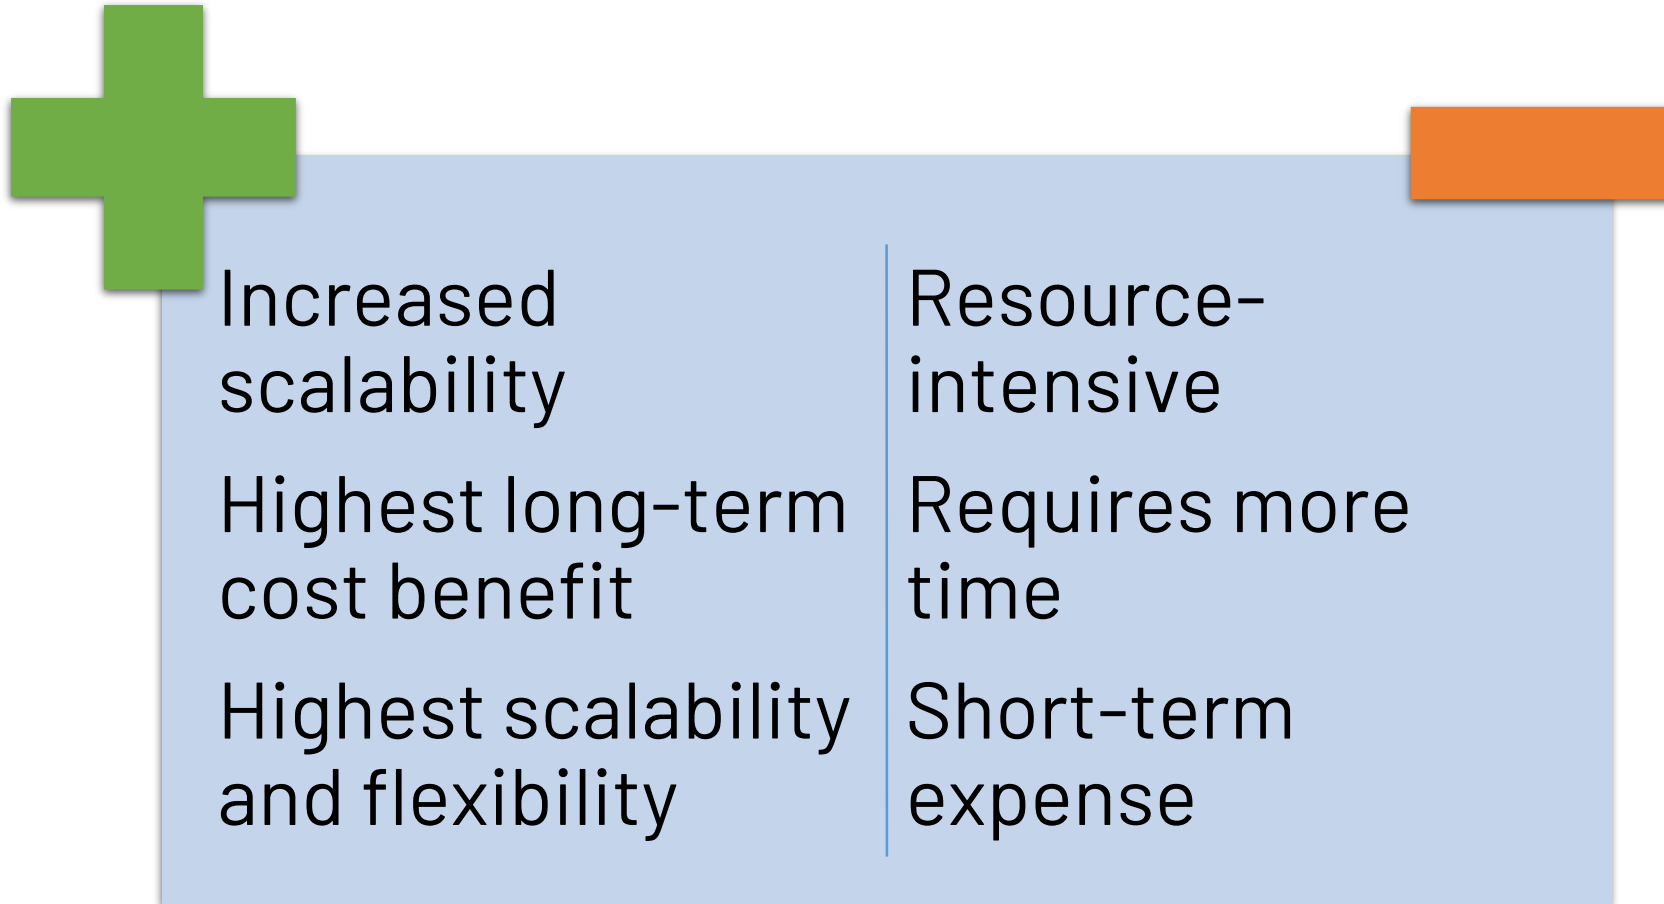 Increased
scalability
Highest long-term
cost benefit
Highest scalability
and flexibility
Resource-
intensive
Requires more
time
Short-term
expense